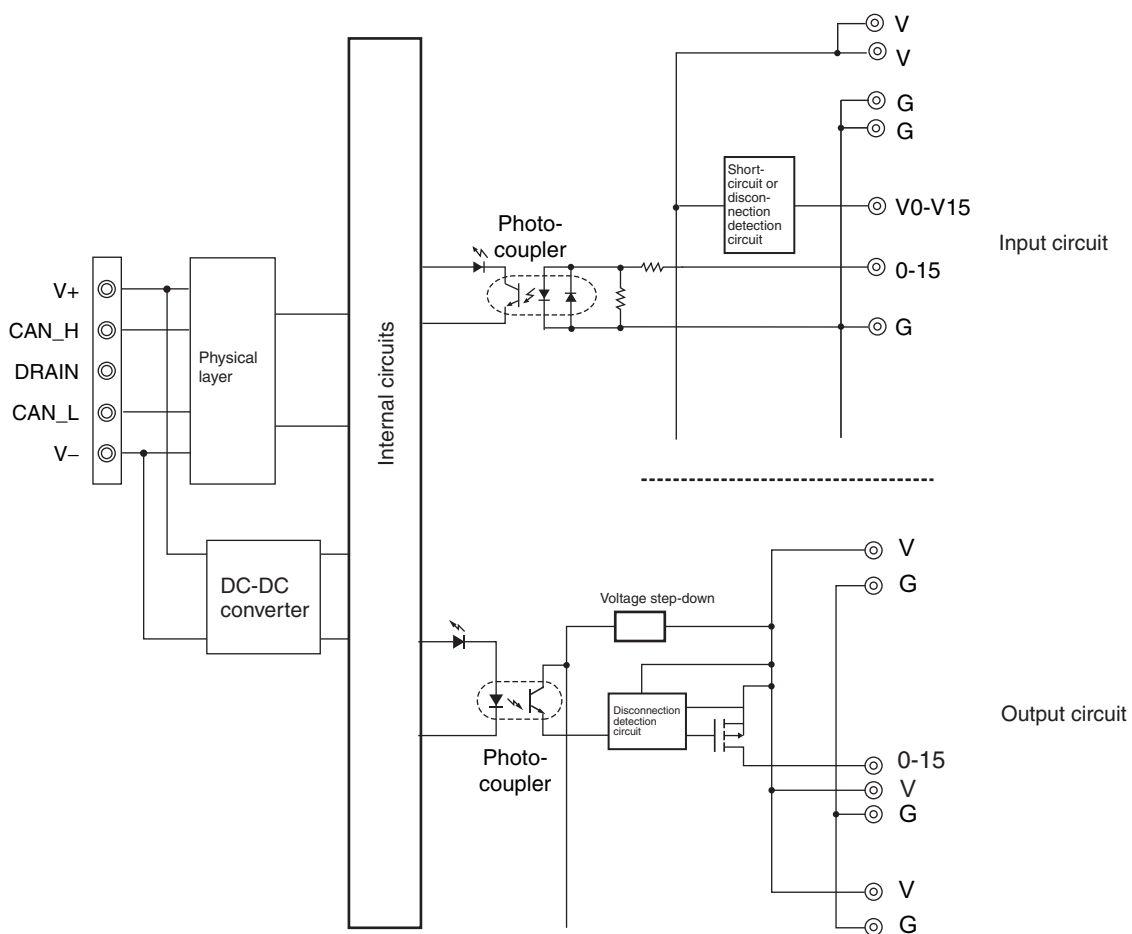 V+
CAN_H
DRAIN
CAN_L
V–
Physical
layer
DC-DC
converter
Internal circuits
Photo-
coupler
V
V
G
G
Short-
circuit or
discon-
nection
detection
circuit
V0-V15
0-15
G
Input circuit
Photo-
coupler
Voltage step-down
Disconnection
detection
circuit
V
G
0-15
V
G
V
G
Output circuit